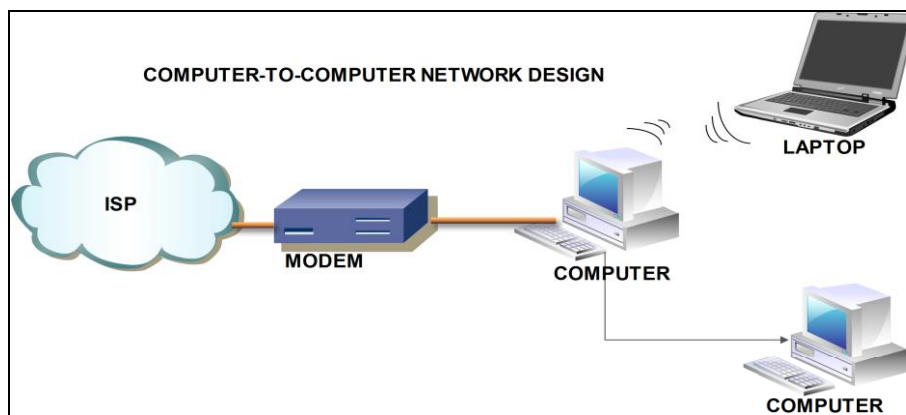 COMPUTER-TO-COMPUTER NETWORK DESIGN
LAPTOP
ISP
MODEM
COMPUTER
COMPUTER